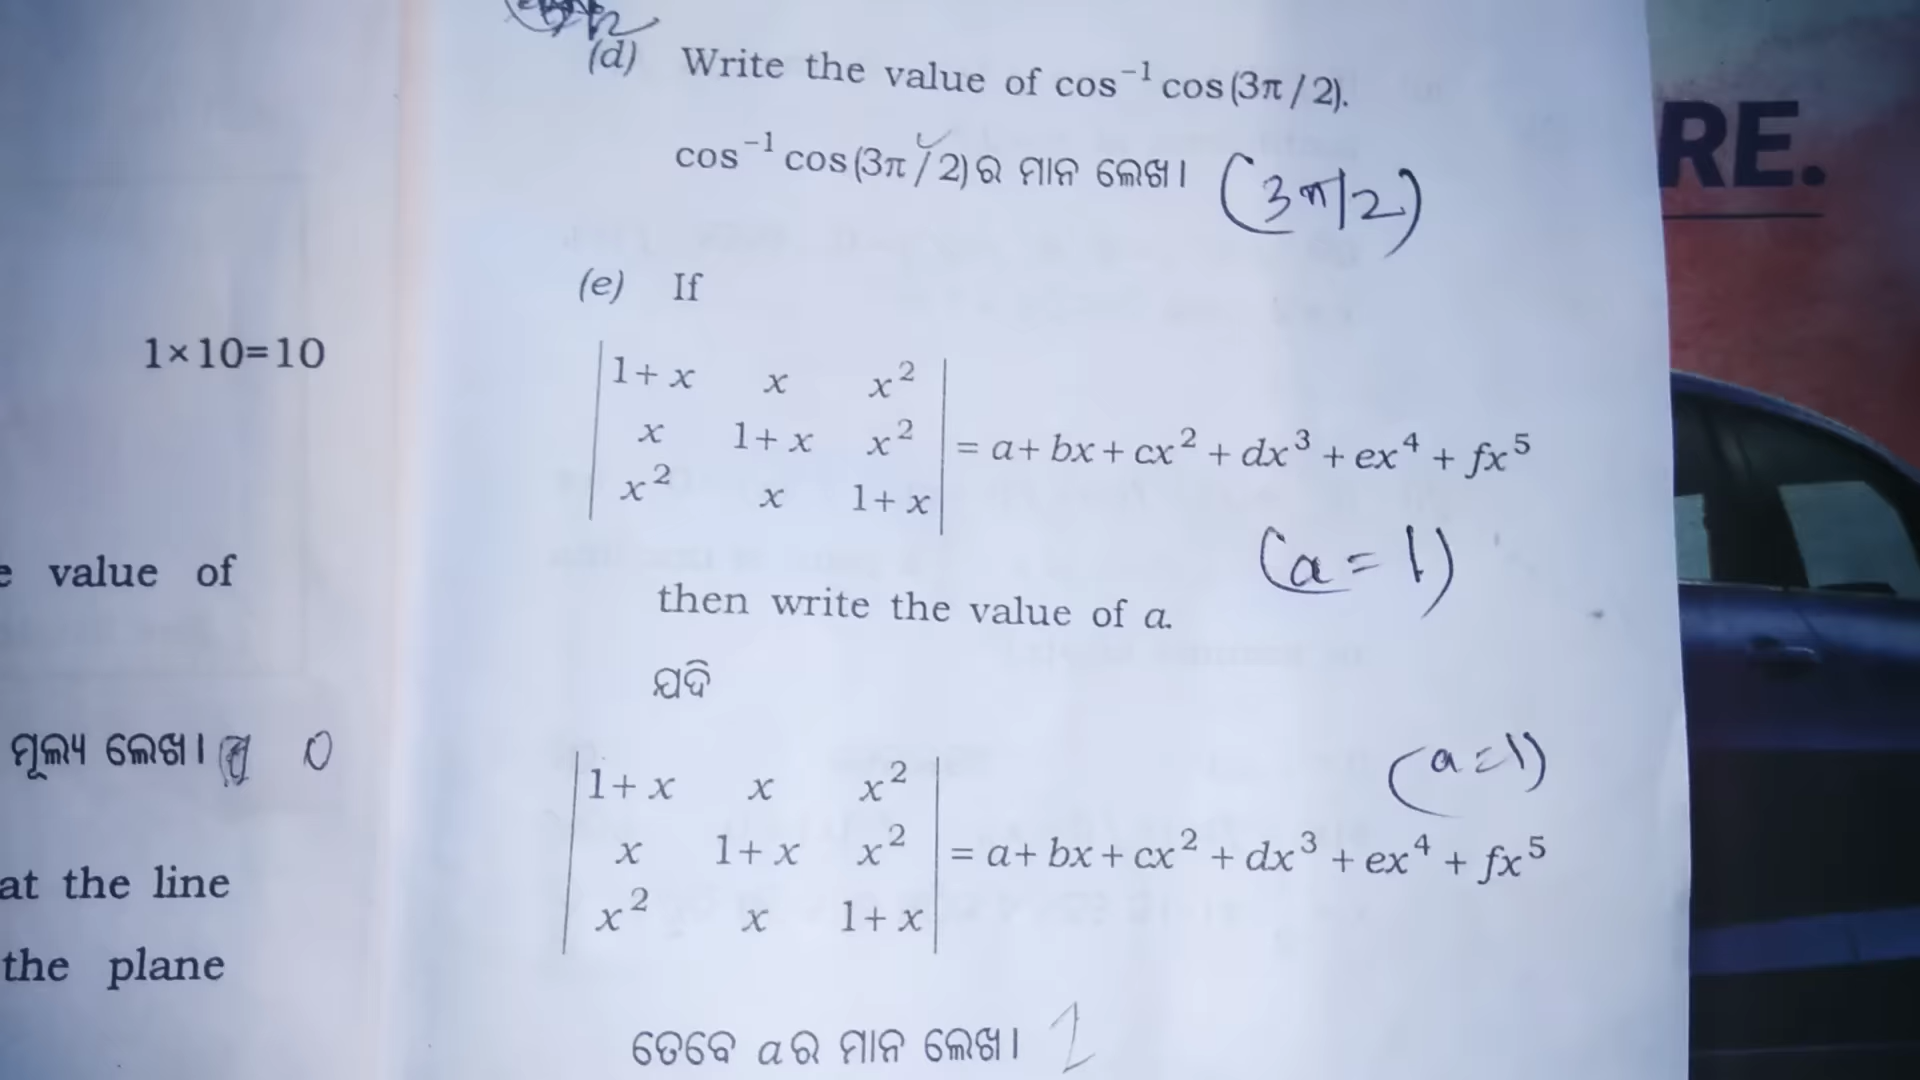 (d) Write the value of cos⁻¹ cos(3π/2).
cos⁻¹ cos(3π/2)ର ମାନ ଲେଖ। (3π/2)
(e) If
1×10=10
|1+x x x²|
|x 1+x x²| = a+bx+cx²+dx³+ex⁴+fx⁵
|x² x 1+x|
(a=1)
value of
then write the value of a.
ଯଦି
ମୂଲ୍ୟ ଲେଖ। 0
(a=1)
|1+x x x²|
|x 1+x x²| = a+bx+cx²+dx³+ex⁴+fx⁵
|x² x 1+x|
at the line
the plane
ତେବେ aର ମାନ ଲେଖ। 1
RE.